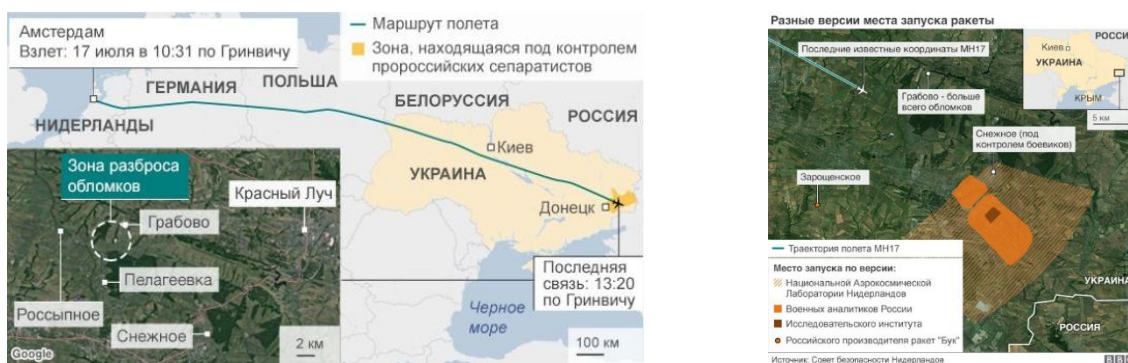 Амстердам
Взлет: 17 июля в 10:31 по Гринвичу
Маршрут полета
Зона, находящаяся под контролем
пророссийских сепаратистов
ГЕРМАНИЯ
ПОЛЬША
БЕЛОРУССИЯ
РОССИЯ
НИДЕРЛАНДЫ
Киев
УКРАИНА
Донецк
Зона разброса
обломков
Красный Луч
Грабово
Пелагеевка
Россыпное
Снежное
2 км
Google
Последняя
связь: 13:20
по Гринвичу
Черное
море
100 км
Разные версии места запуска ракеты
Последние известные координаты MH17
Киев
УКРАИНА
РОССИ
КРЫМ
5 км
Грабово - больше
всего обломков
Снежное (под
контролем боевиков)
Зарощенское
Траектория полета MH17
Место запуска по версии:
Национальной Аэрокосмической
Лаборатории Нидерландов
Военных аналитиков России
Исследовательского института
Российского производителя ракет "Бук"
УКРАИНА
РОССИЯ
Источник: Совет безопасности Нидерландов
BBC